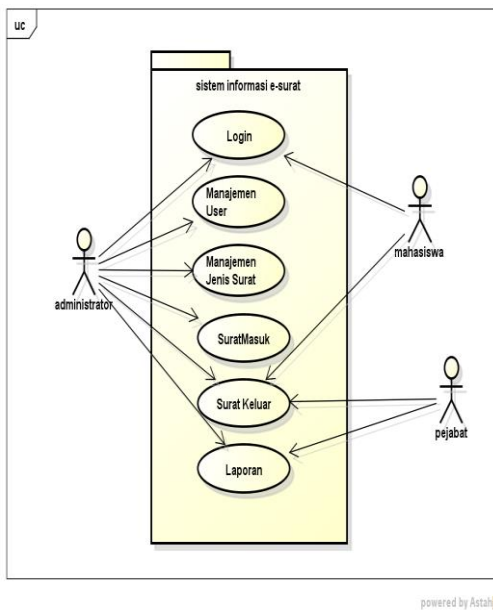 uc
sistem informasi e-surat
Login
Manajemen
User
Manajemen
Jenis Surat
SuratMasuk
Surat Keluar
Laporan
administrator
mahasiswa
pejabat
powered by Astah